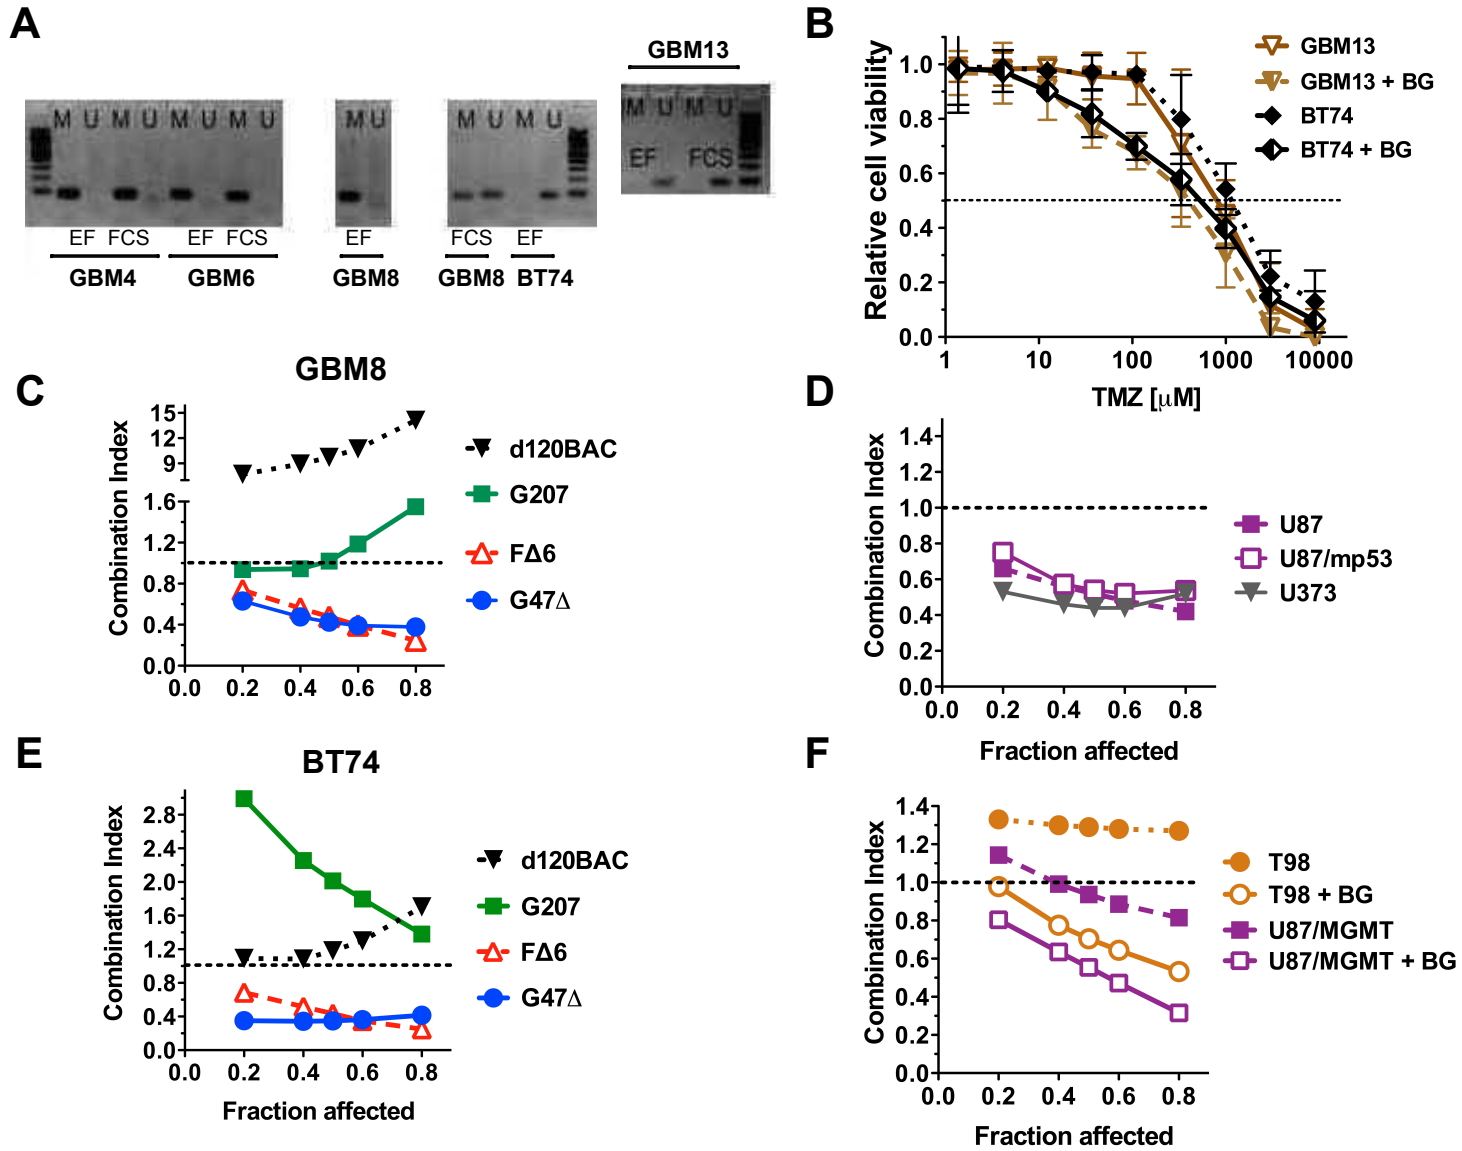 A
GBM13
M U M U M U M U
M U
M U M U
M U M U
EF FCS
EF FCS EF FCS
EF
FCS EF
GBM4 GBM6
GBM8
GBM8 BT74
B
Relative cell viability
1.0
0.8
0.6
0.4
0.2
0.0
1 10 100 1000 10000
TMZ [μM]
GBM13
GBM13 + BG
BT74
BT74 + BG
C
GBM8
Combination Index
15
12
9
1.6
1.2
0.8
0.4
0.0
0.0 0.2 0.4 0.6 0.8
d120BAC
G207
FΔ6
G47Δ
D
Combination Index
1.4
1.2
1.0
0.8
0.6
0.4
0.2
0.0
0.0 0.2 0.4 0.6 0.8
Fraction affected
U87
U87/mp53
U373
E
BT74
Combination Index
2.8
2.4
2.0
1.6
1.2
0.8
0.4
0.0
0.0 0.2 0.4 0.6 0.8
Fraction affected
d120BAC
G207
FΔ6
G47Δ
F
Combination Index
1.4
1.2
1.0
0.8
0.6
0.4
0.2
0.0
0.0 0.2 0.4 0.6 0.8
Fraction affected
T98
T98 + BG
U87/MGMT
U87/MGMT + BG